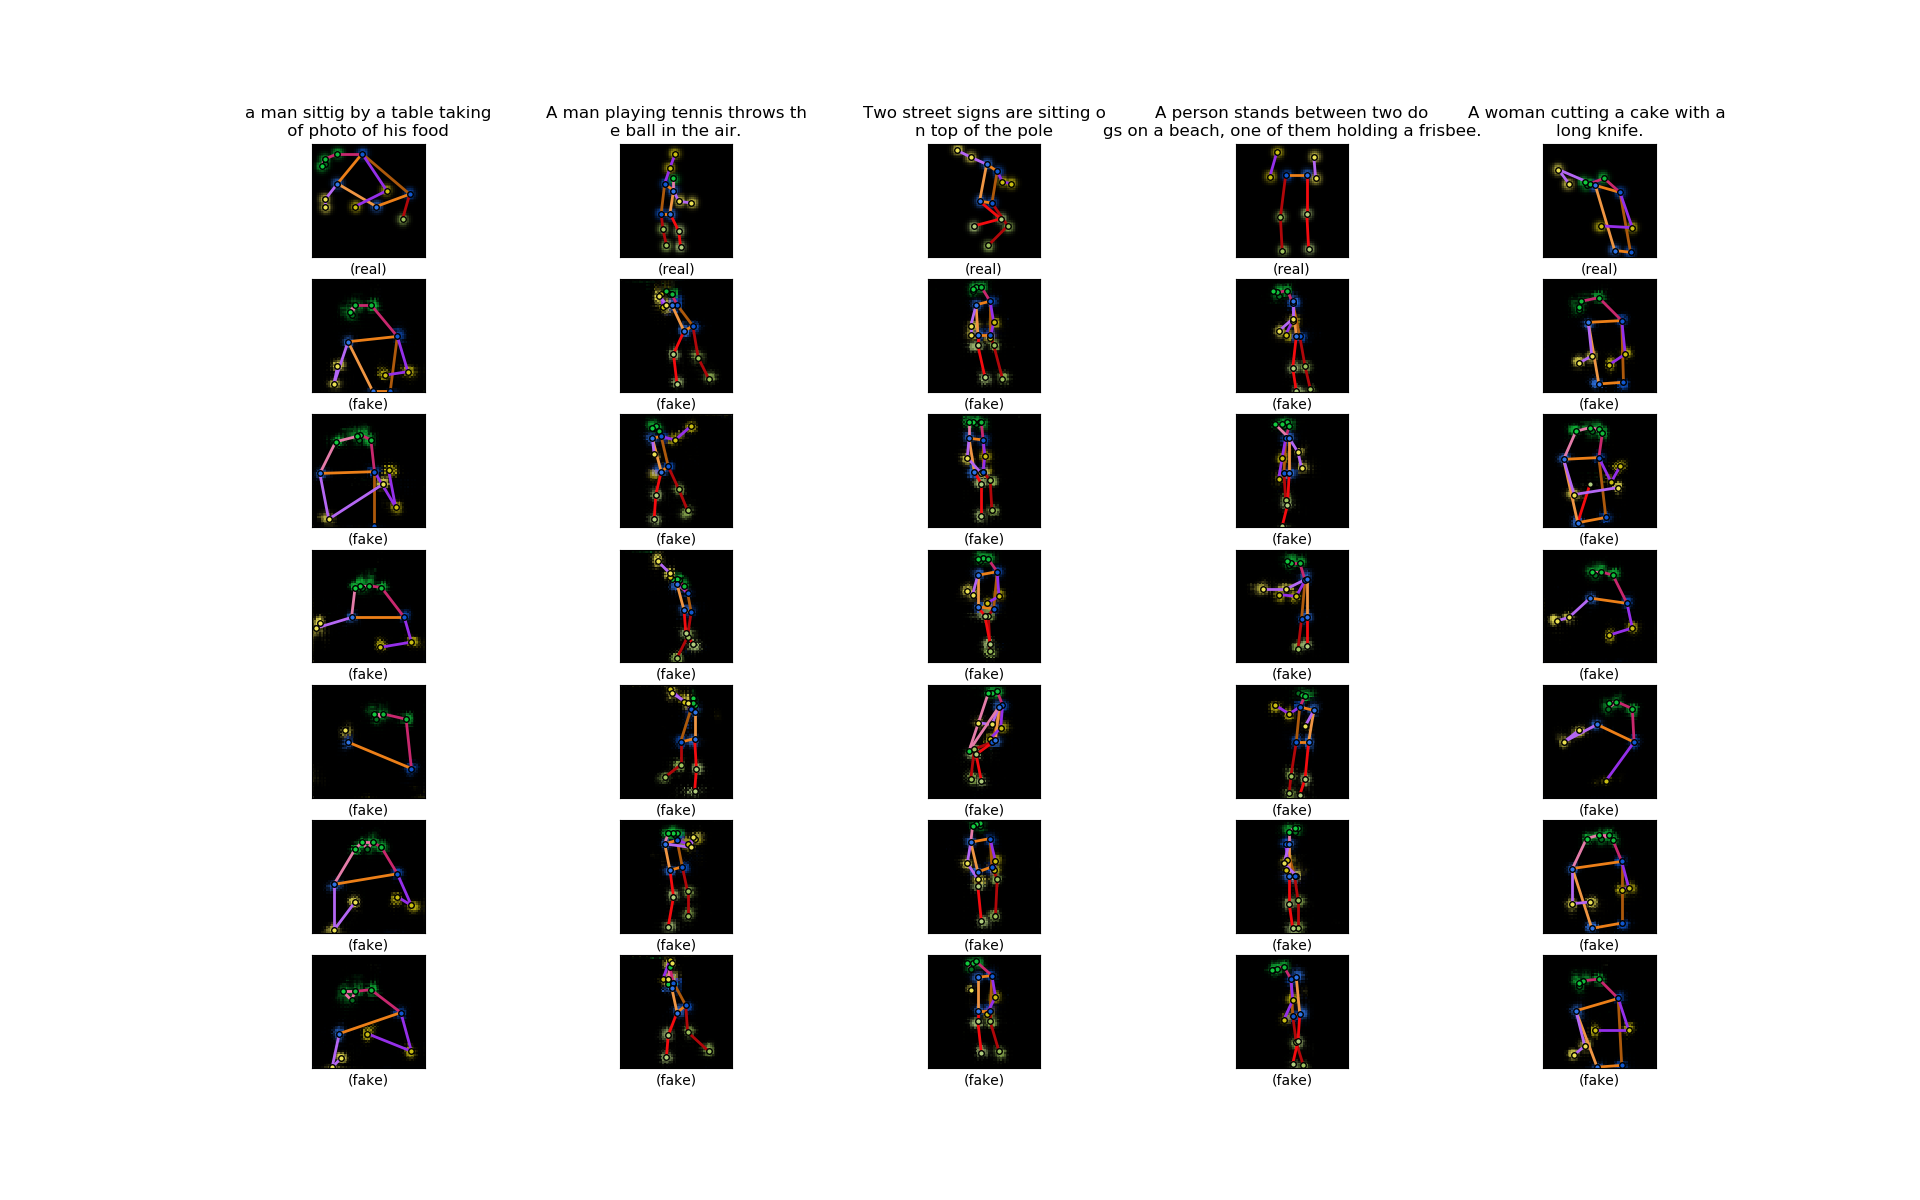 a man sittig by a table taking
of photo of his food
A man playing tennis throws th
e ball in the air.
Two street signs are sitting o
n top of the pole
A person stands between two do
gs on a beach, one of them holding a frisbee.
A woman cutting a cake with a
long knife.
(real) (real) (real) (real) (real)
(fake) (fake) (fake) (fake) (fake)
(fake) (fake) (fake) (fake) (fake)
(fake) (fake) (fake) (fake) (fake)
(fake) (fake) (fake) (fake) (fake)
(fake) (fake) (fake) (fake) (fake)
(fake) (fake) (fake) (fake) (fake)